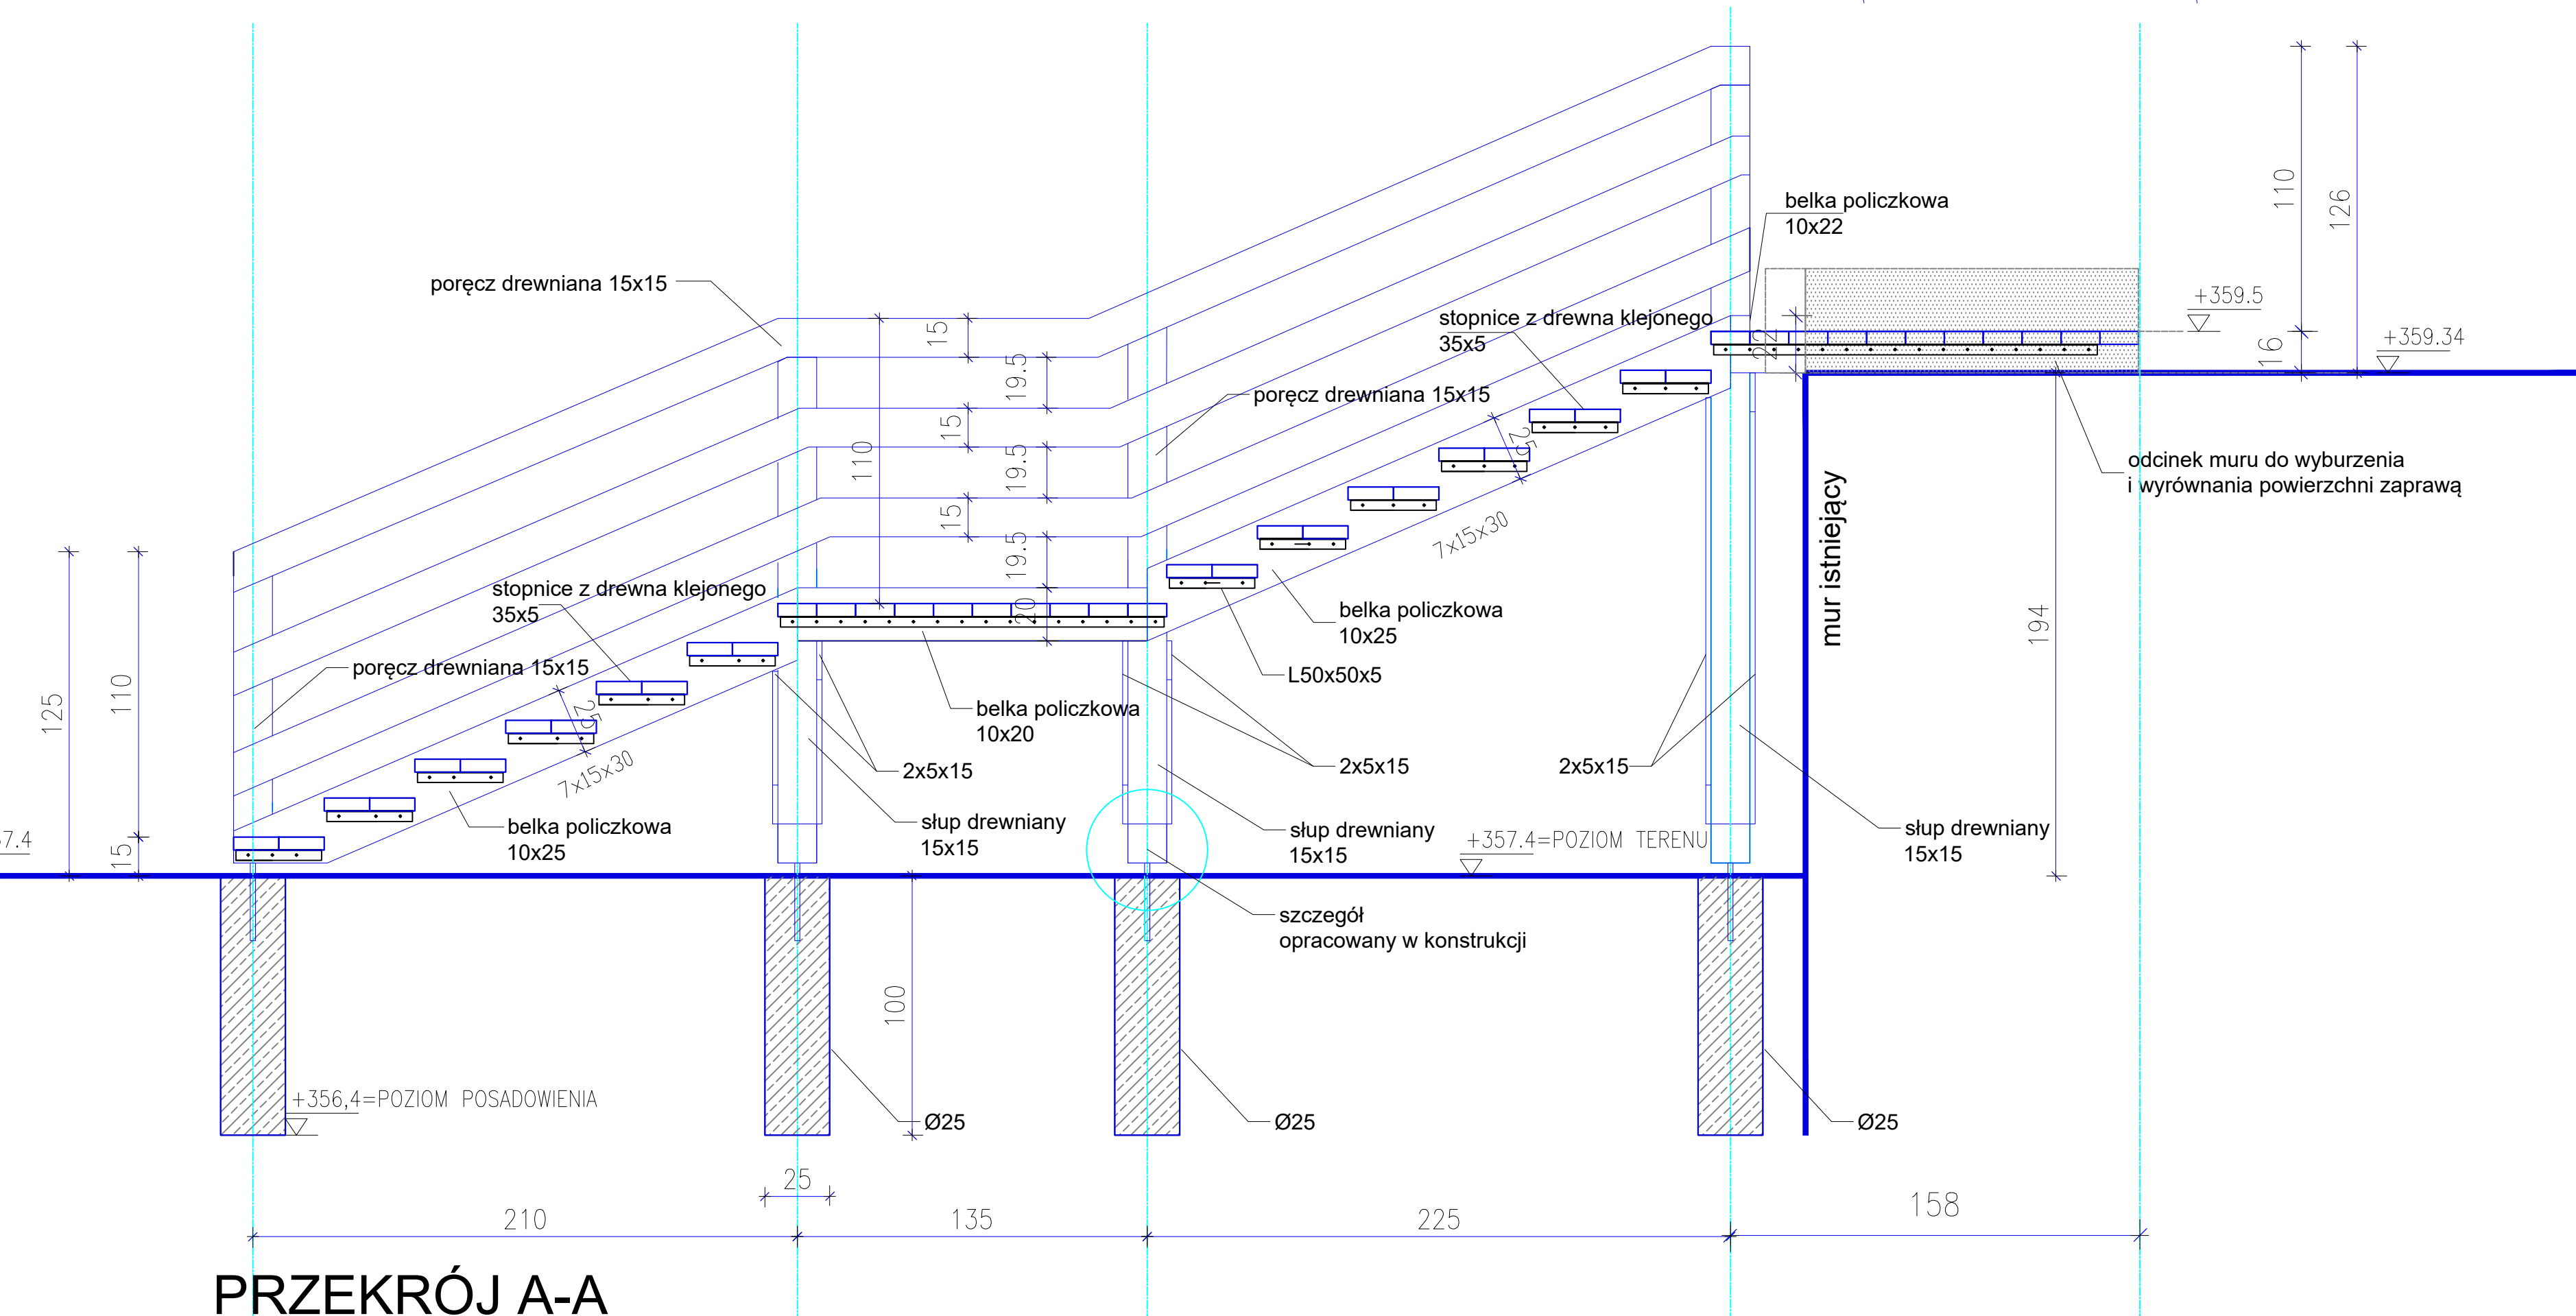 belka policzkowa
10x22
110
126
poręcz drewniana 15x15
+359.5
+359.34
15
stopnice z drewna klejonego
35x5
22
16
19.5
poręcz drewniana 15x15
15
25
110
19.5
odcinek muru do wyburzenia
i wyrównania powierzchni zaprawą
mur istniejący
15
7x15x30
19.5
stopnice z drewna klejonego
35x5
20
belka policzkowa
10x25
194
poręcz drewniana 15x15
L50x50x5
125
110
25
belka policzkowa
10x20
7x15x30
2x5x15
2x5x15
2x5x15
słup drewniany
15x15
belka policzkowa
10x25
słup drewniany
15x15
+357.4=POZIOM TERENU
słup drewniany
15x15
7.4
15
szczegół
opracowany w konstrukcji
100
+356,4=POZIOM POSADOWIENIA
Ø25
Ø25
Ø25
25
210
135
225
158
PRZEKRÓJ A-A